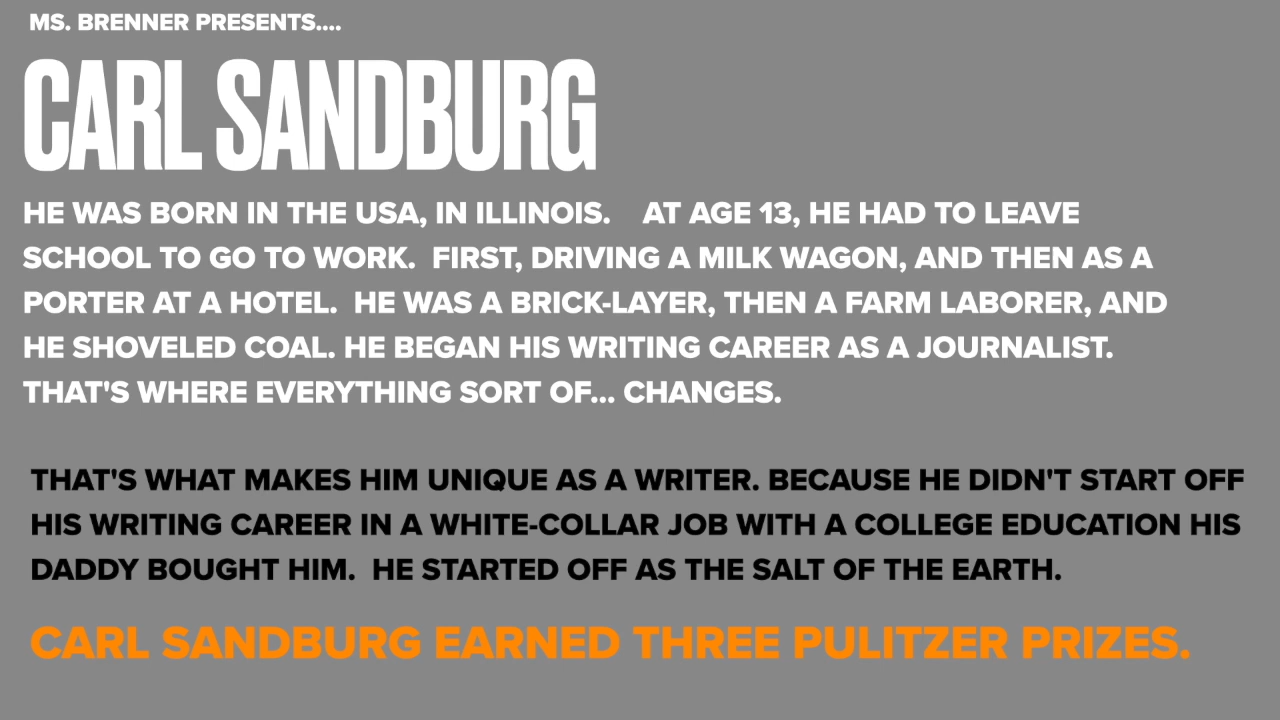 MS. BRENNER PRESENTS....
CARL SANDBURG
HE WAS BORN IN THE USA, IN ILLINOIS.    AT AGE 13, HE HAD TO LEAVE
SCHOOL TO GO TO WORK.  FIRST, DRIVING A MILK WAGON, AND THEN AS A
PORTER AT A HOTEL.  HE WAS A BRICK-LAYER, THEN A FARM LABORER, AND
HE SHOVELED COAL. HE BEGAN HIS WRITING CAREER AS A JOURNALIST.
THAT'S WHERE EVERYTHING SORT OF... CHANGES.
THAT'S WHAT MAKES HIM UNIQUE AS A WRITER. BECAUSE HE DIDN'T START OFF
HIS WRITING CAREER IN A WHITE-COLLAR JOB WITH A COLLEGE EDUCATION HIS
DADDY BOUGHT HIM.  HE STARTED OFF AS THE SALT OF THE EARTH.
CARL SANDBURG EARNED THREE PULITZER PRIZES.